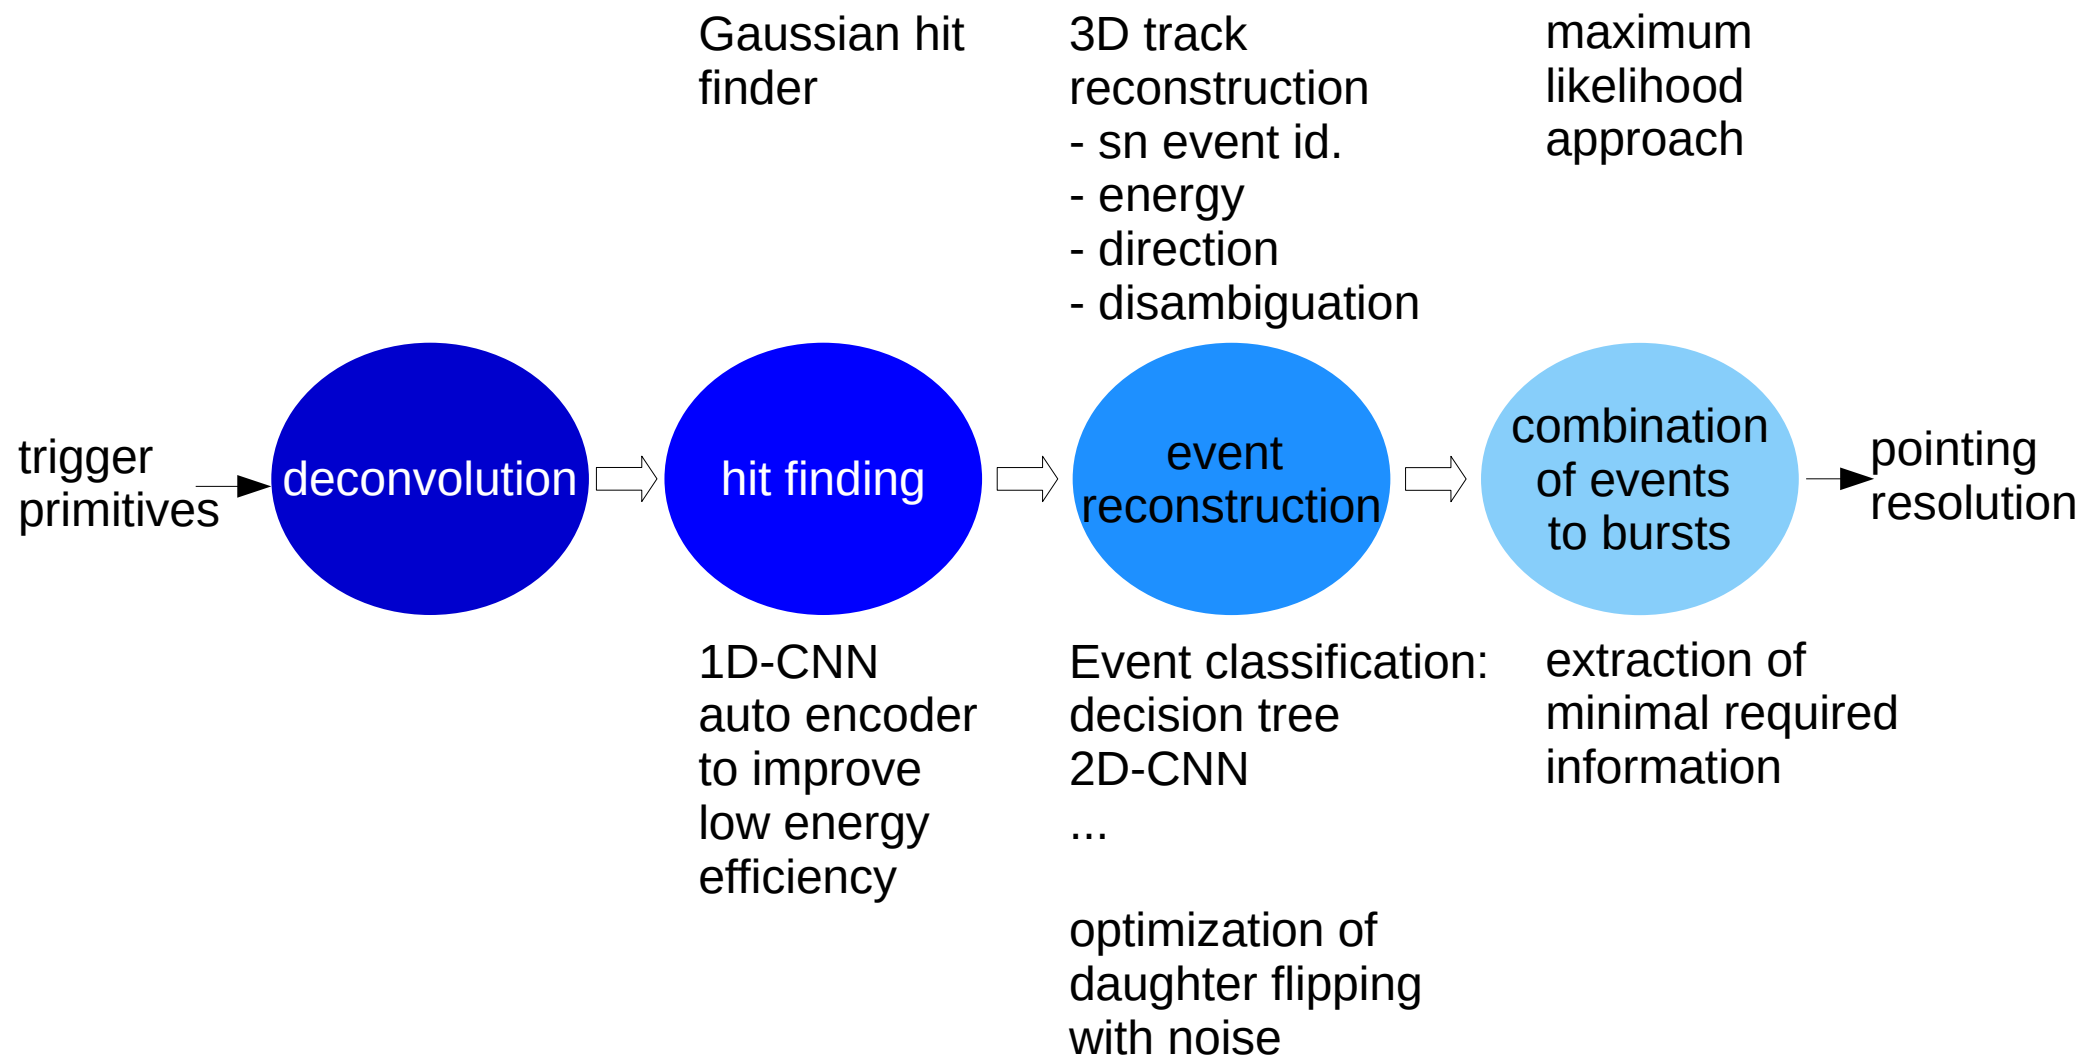 Gaussian hit
finder
3D track
reconstruction
- sn event id.
- energy
- direction
- disambiguation
maximum
likelihood
approach
trigger
primitives
deconvolution
hit finding
event
reconstruction
combination
of events
to bursts
pointing
resolution
1D-CNN
auto encoder
to improve
low energy
efficiency
Event classification:
decision tree
2D-CNN
...
optimization of
daughter flipping
with noise
extraction of
minimal required
information